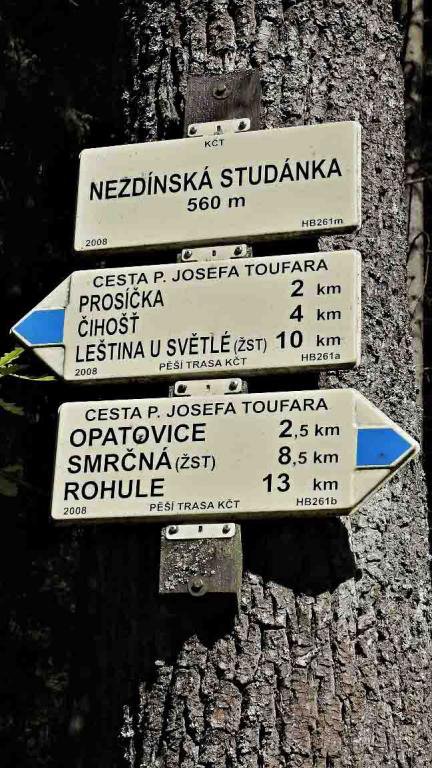 KČT
NEZDÍNSKÁ STUDÁNKA
560 m
2008 HB261m
CESTA P. JOSEFA TOUFARA
PROSÍČKA 2 km
ČIHOŠŤ 4 km
LEŠTINA U SVĚTLÉ (ŽST) 10 km
2008 PĚŠÍ TRASA KČT HB261a
CESTA P. JOSEFA TOUFARA
OPATOVICE 2,5 km
SMRČNÁ (ŽST) 8,5 km
ROHULE 13 km
2008 PĚŠÍ TRASA KČT HB261b